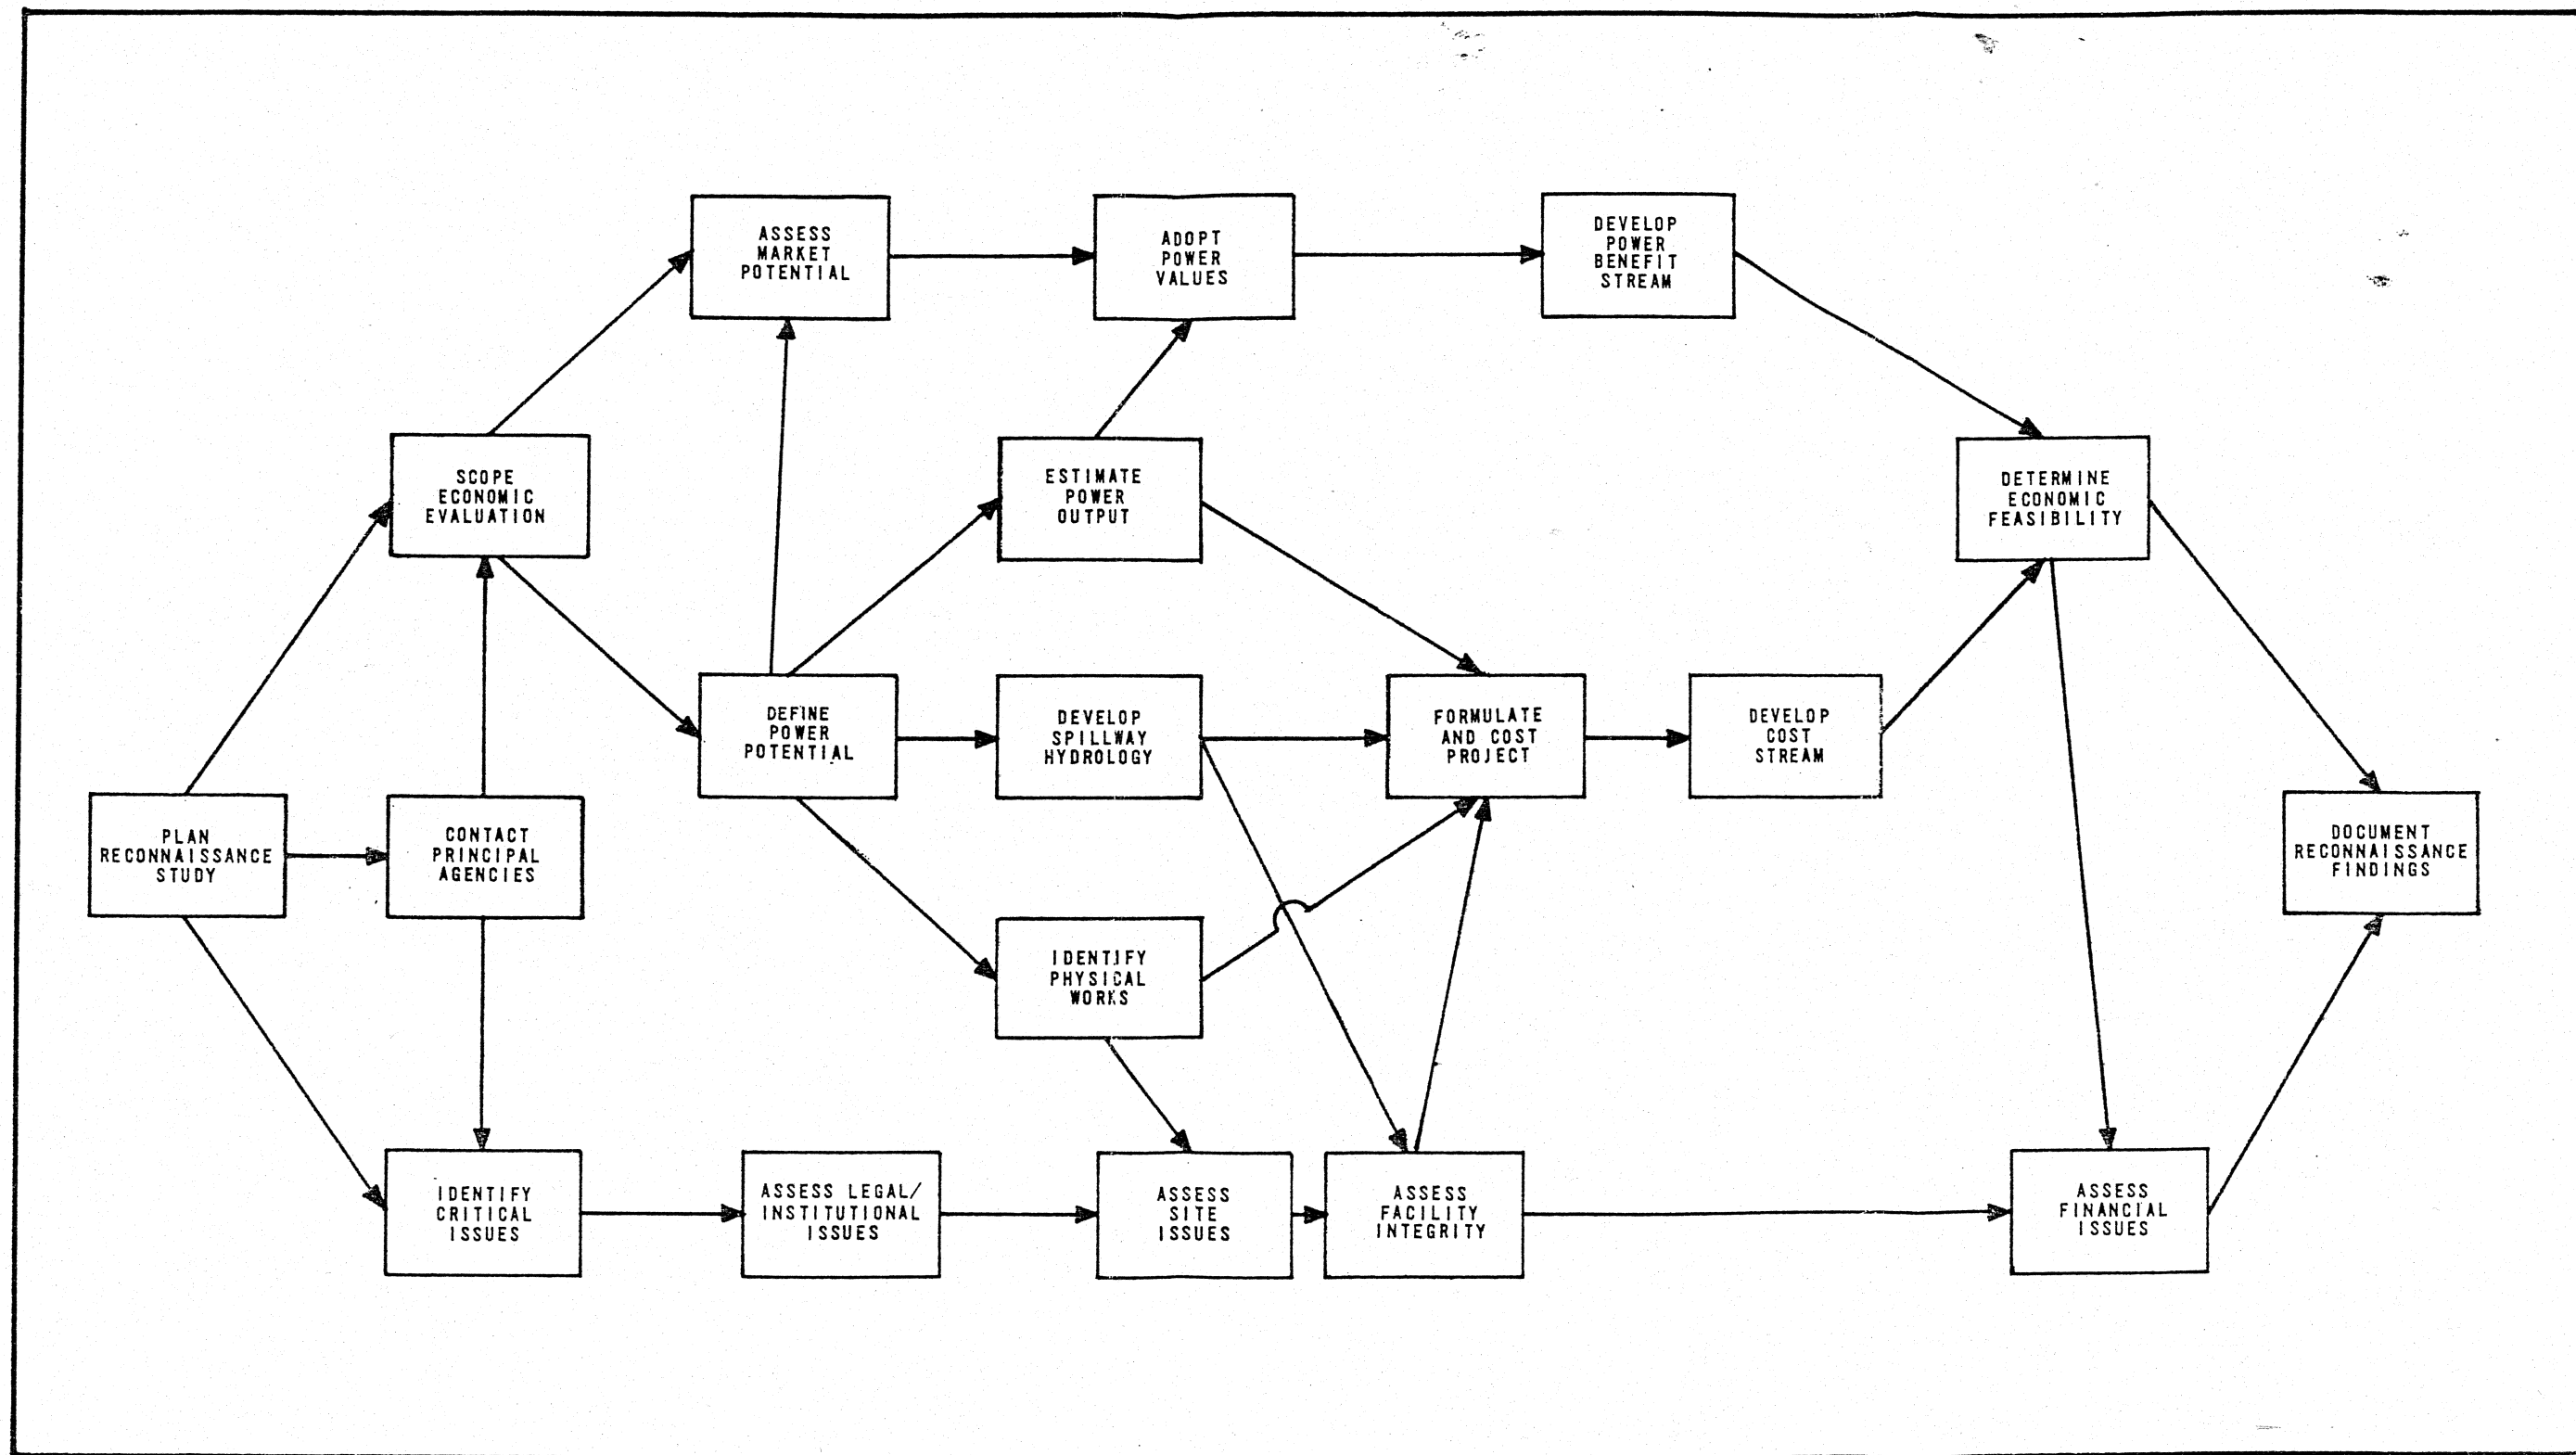 ASSESS
MARKET
POTENTIAL
ADOPT
POWER
VALUES
DEVELOP
POWER
BENEFIT
STREAM
SCOPE
ECONOMIC
EVALUATION
ESTIMATE
POWER
OUTPUT
DETERMINE
ECONOMIC
FEASIBILITY
DEFINE
POWER
POTENTIAL
DEVELOP
SPILLWAY
HYDROLOGY
FORMULATE
AND COST
PROJECT
DEVELOP
COST
STREAM
PLAN
RECONNAISSANCE
STUDY
CONTACT
PRINCIPAL
AGENCIES
DOCUMENT
RECONNAISSANCE
FINDINGS
IDENTIFY
PHYSICAL
WORKS
IDENTIFY
CRITICAL
ISSUES
ASSESS LEGAL/
INSTITUTIONAL
ISSUES
ASSESS
SITE
ISSUES
ASSESS
FACILITY
INTEGRITY
ASSESS
FINANCIAL
ISSUES